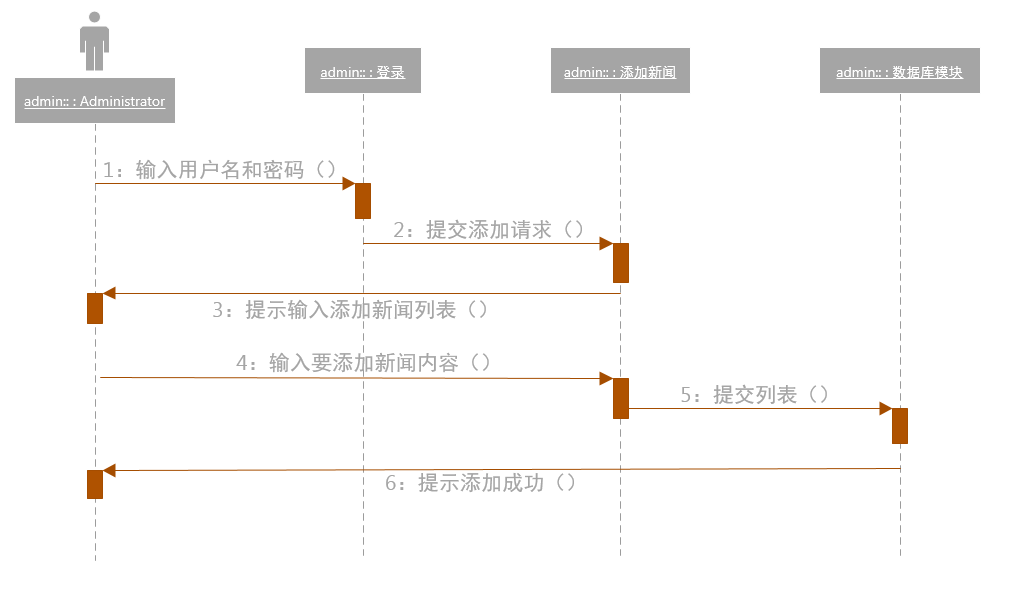 admin:: : Administrator
admin:: : 登录
admin:: : 添加新闻
admin:: : 数据库模块
1：输入用户名和密码（）
2：提交添加请求（）
3：提示输入添加新闻列表（）
4：输入要添加新闻内容（）
5：提交列表（）
6：提示添加成功（）